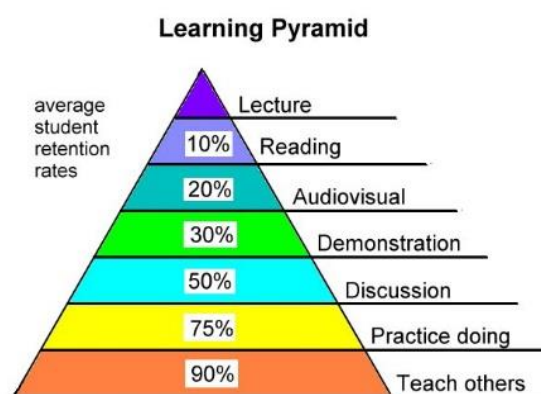 Learning Pyramid
average
student
retention
rates
Lecture
10% Reading
20% Audiovisual
30% Demonstration
50% Discussion
75% Practice doing
90% Teach others